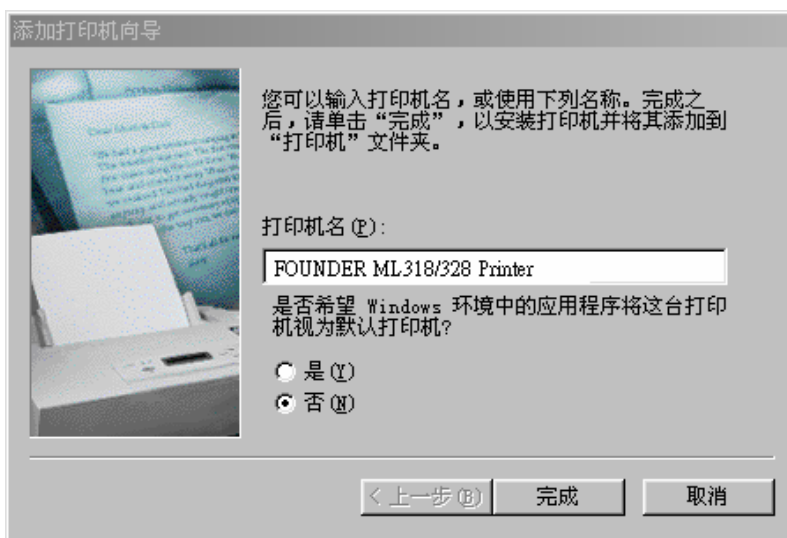 添加打印机向导
您可以输入打印机名，或使用下列名称。完成之
后，请单击“完成”，以安装打印机并将其添加到
“打印机”文件夹。
打印机名(P):
FOUNDER ML318/328 Printer
是否希望 Windows 环境中的应用程序将这台打印
机视为默认打印机?
是(Y)
否(N)
< 上一步(B)
完成
取消